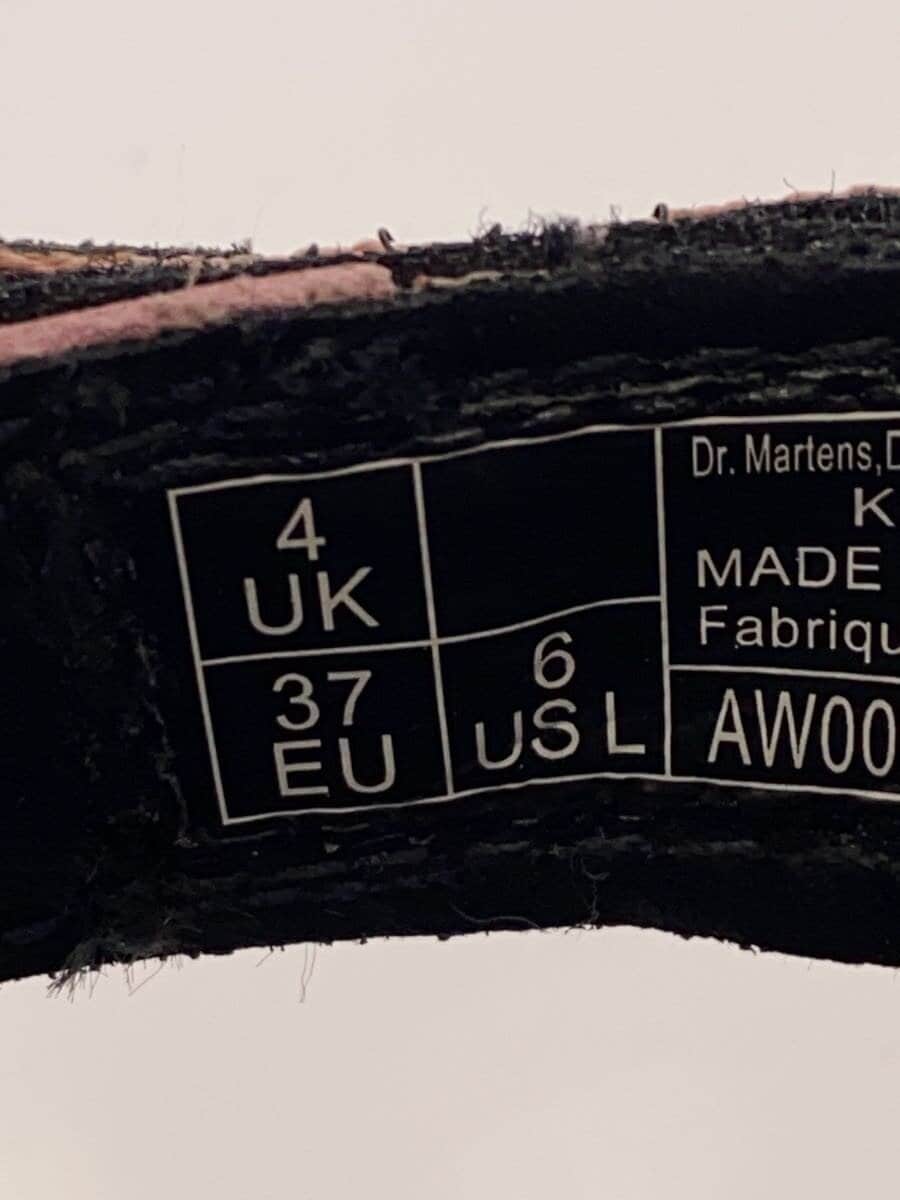 4
UK
37
EU
6
US L
Dr. Martens,
K
MADE
Fabriqu
AW00